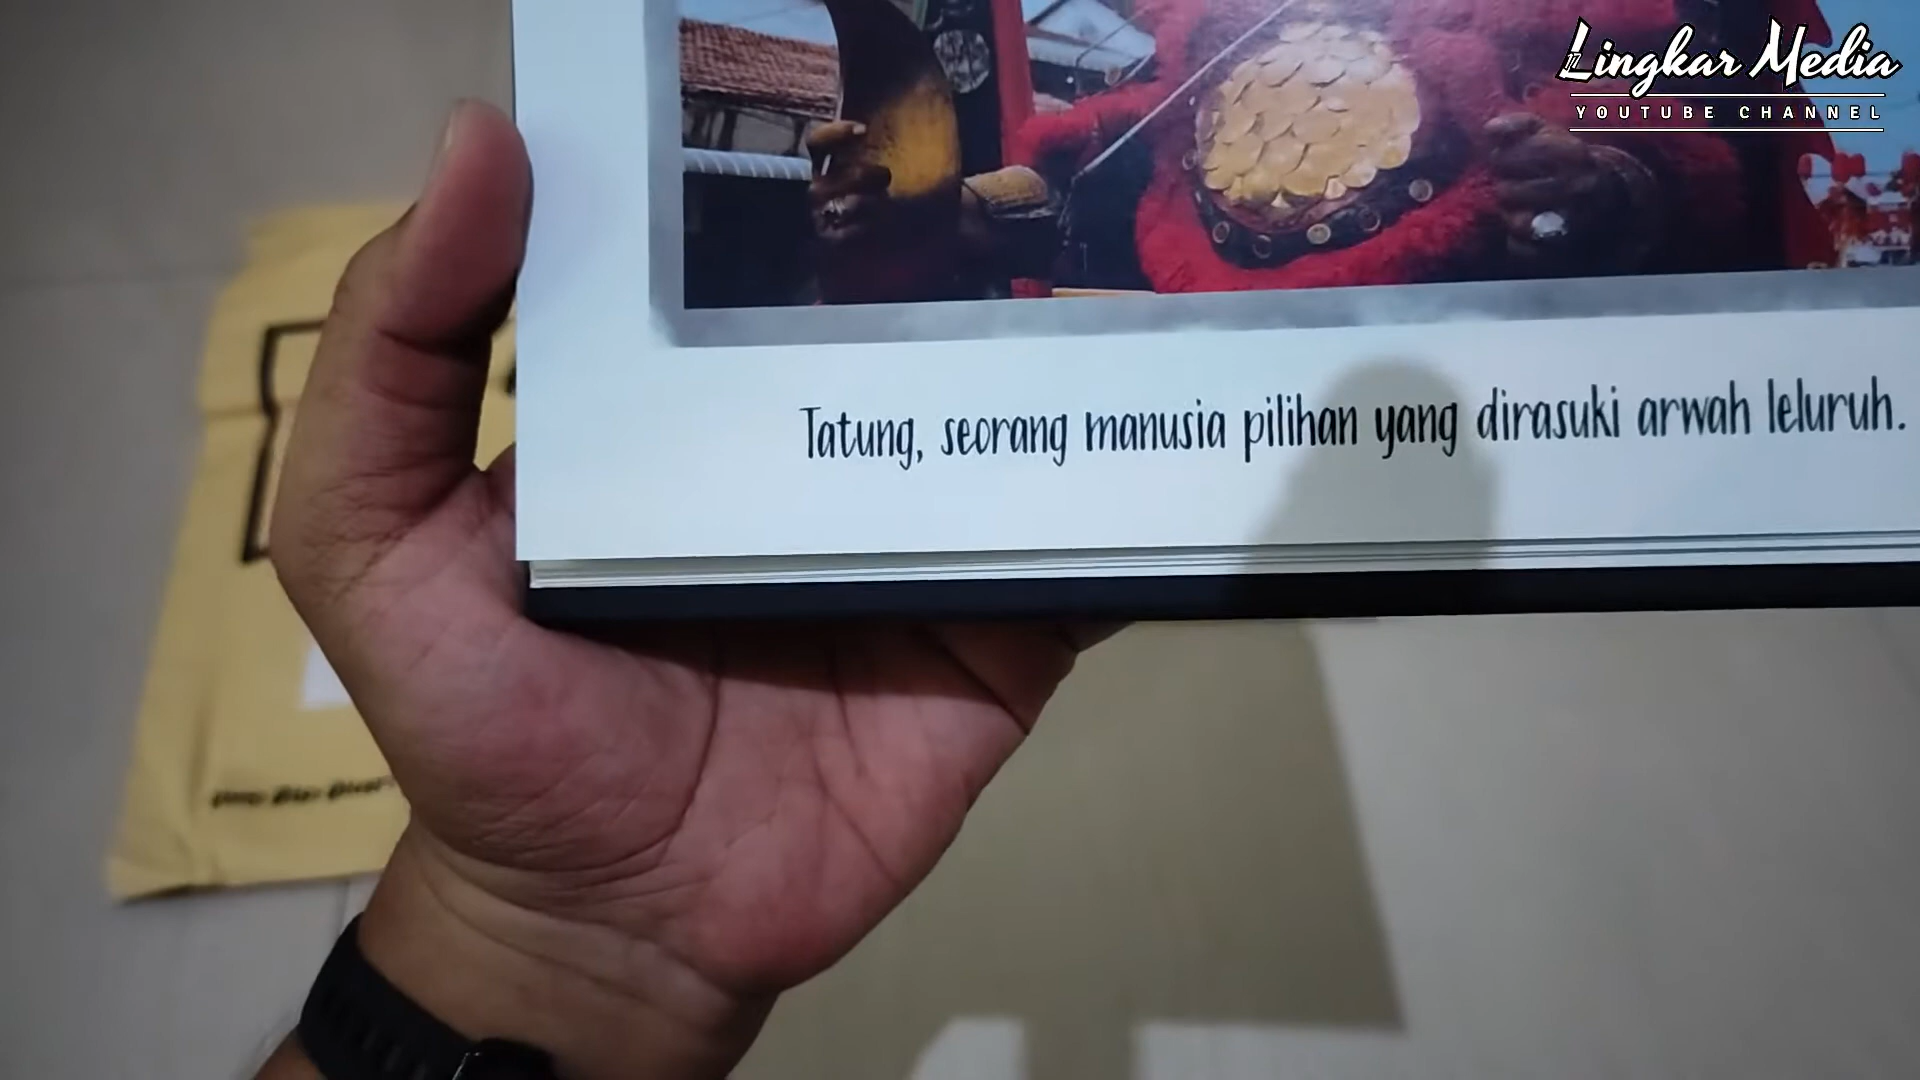 Lingkar Media
YOUTUBE CHANNEL
Tatung, seorang manusia pilihan yang dirasuki arwah leluruh.